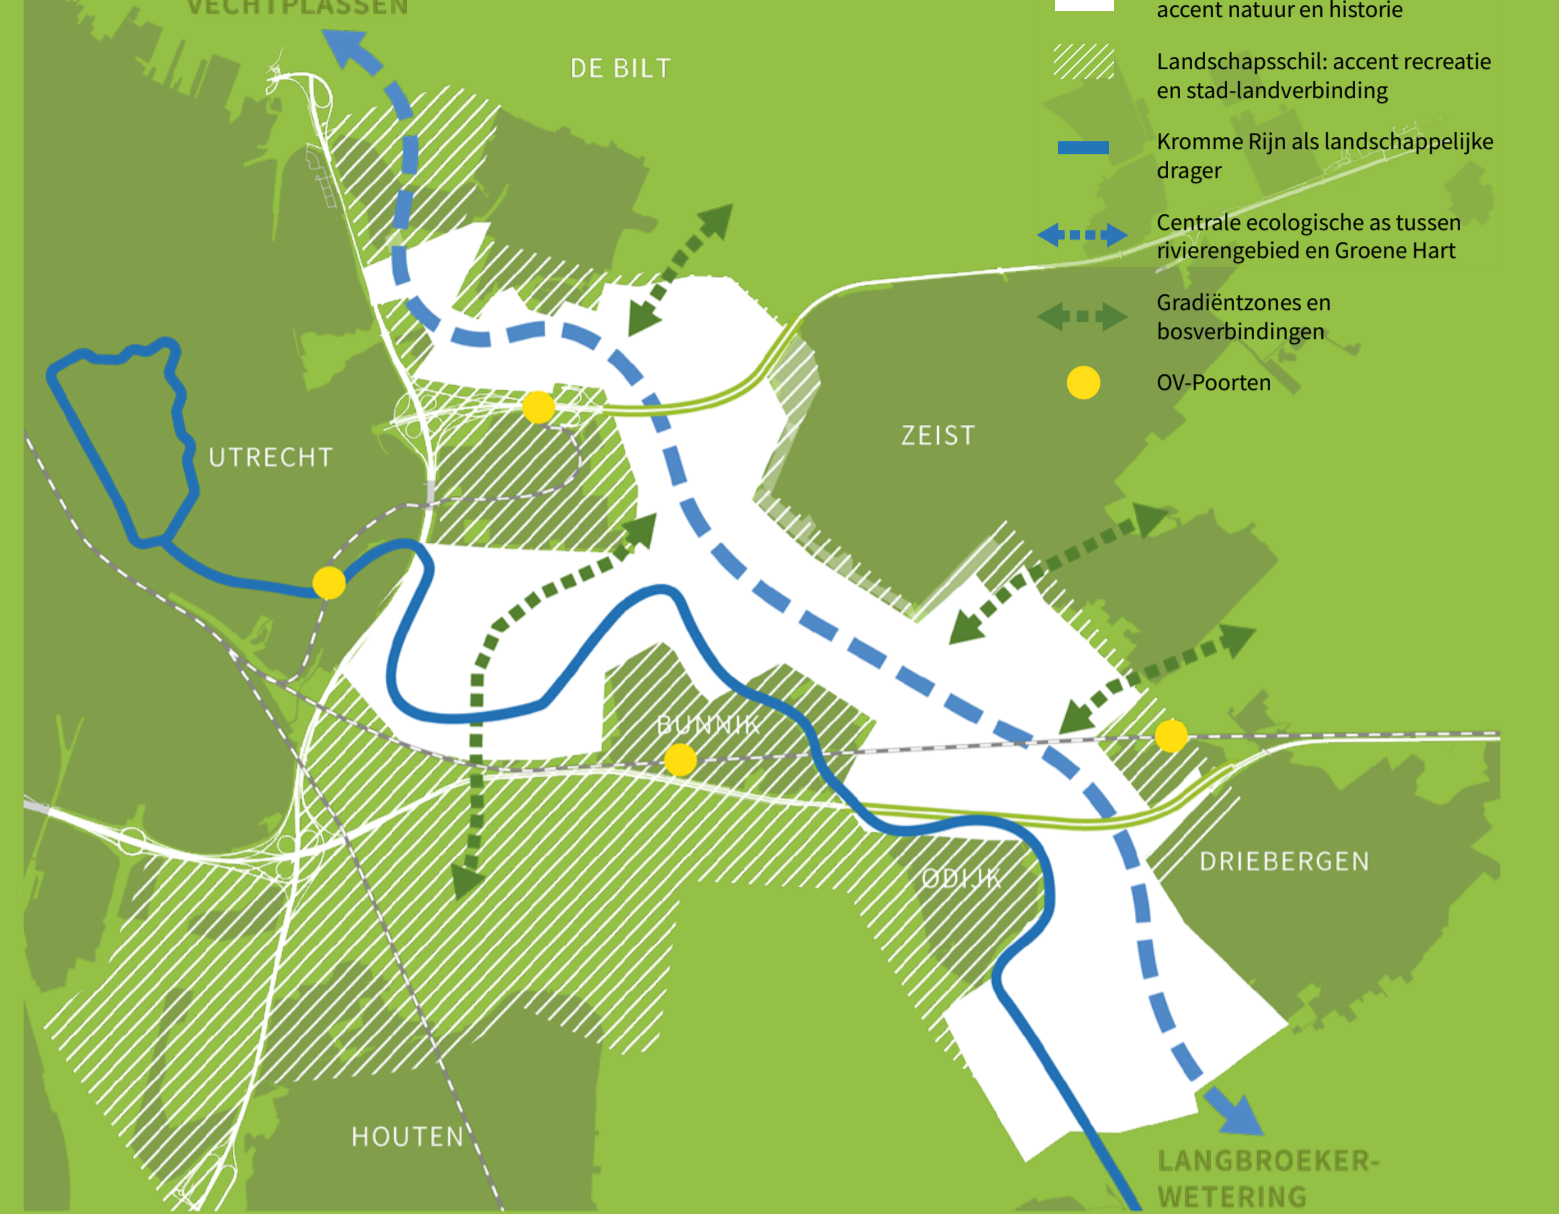 VECHTPLASSEN
accent natuur en historie
DE BILT
Landschapsschil: accent recreatie
en stad-landverbinding
Kromme Rijn als landschappelijke
drager
Centrale ecologische as tussen
rivierengebied en Groene Hart
Gradiëntzones en
bosverbindingen
OV-Poorten
ZEIST
UTRECHT
BUNNIK
DRIEBERGEN
ODIJK
HOUTEN
LANGBROEKER-
WETERING